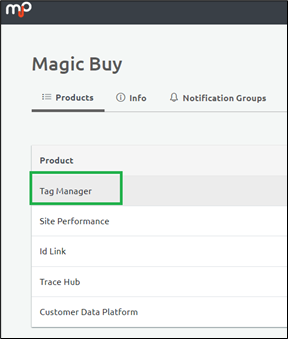 mp
Magic Buy
Products Info Notification Groups
Product
Tag Manager
Site Performance
Id Link
Trace Hub
Customer Data Platform